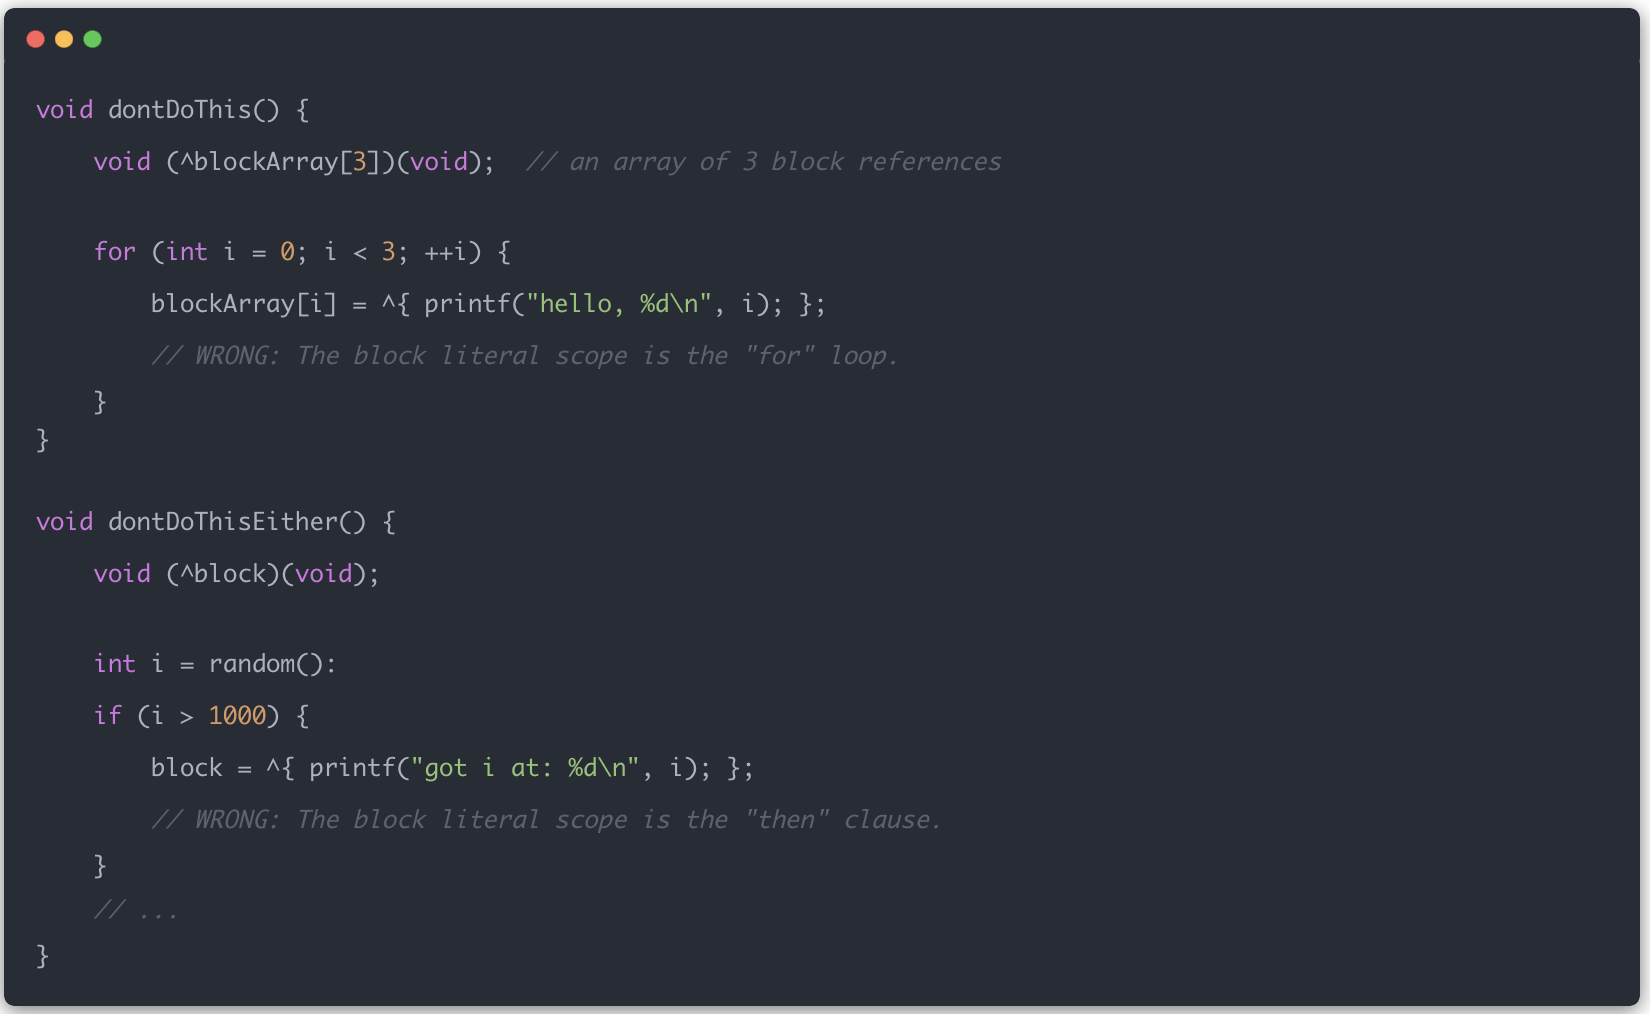 void dontDoThis() {
    void (^blockArray[3])(void);  // an array of 3 block references
    for (int i = 0; i < 3; ++i) {
        blockArray[i] = ^{ printf("hello, %d\n", i); };
        // WRONG: The block literal scope is the "for" loop.
    }
}
void dontDoThisEither() {
    void (^block)(void);
    int i = random():
    if (i > 1000) {
        block = ^{ printf("got i at: %d\n", i); };
        // WRONG: The block literal scope is the "then" clause.
    }
    // ...
}